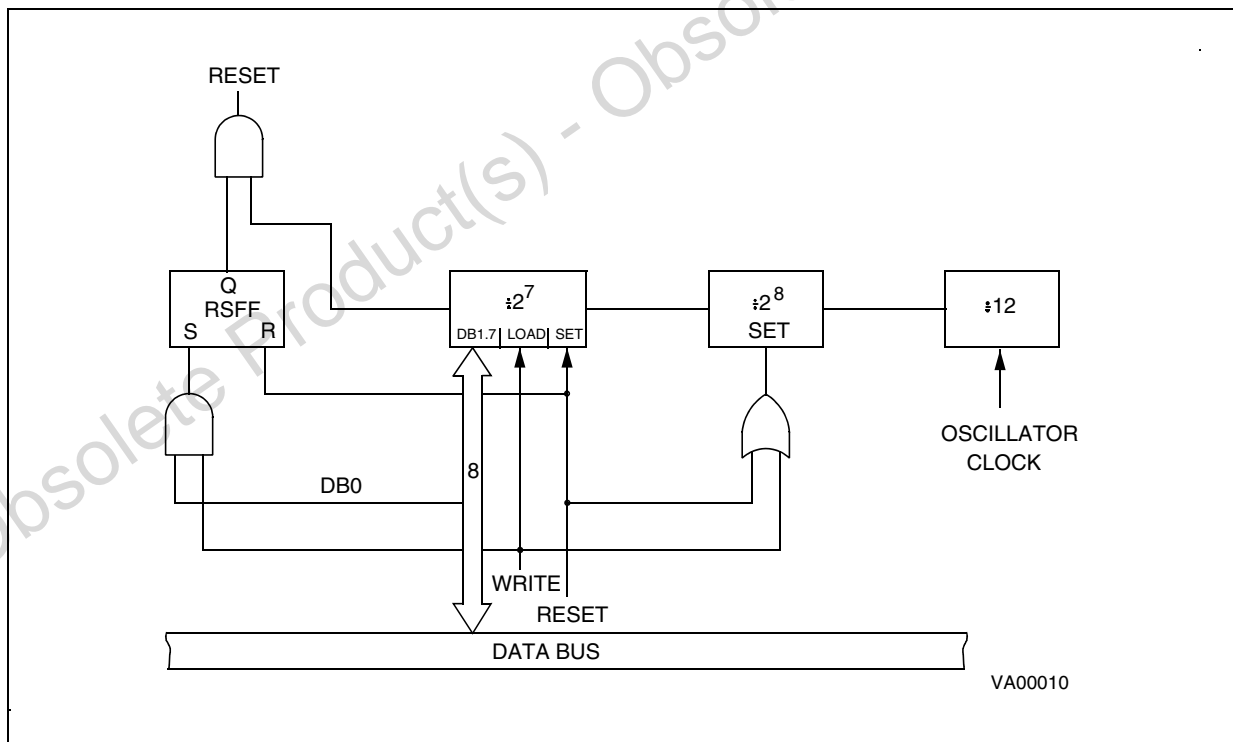 Obsolete Product(s) - Obsol
RESET
Q
RSFF
S R
÷2⁷
DB1.7 LOAD SET
÷2⁸
SET
÷12
OSCILLATOR
CLOCK
DB0
8
WRITE
RESET
DATA BUS
VA00010